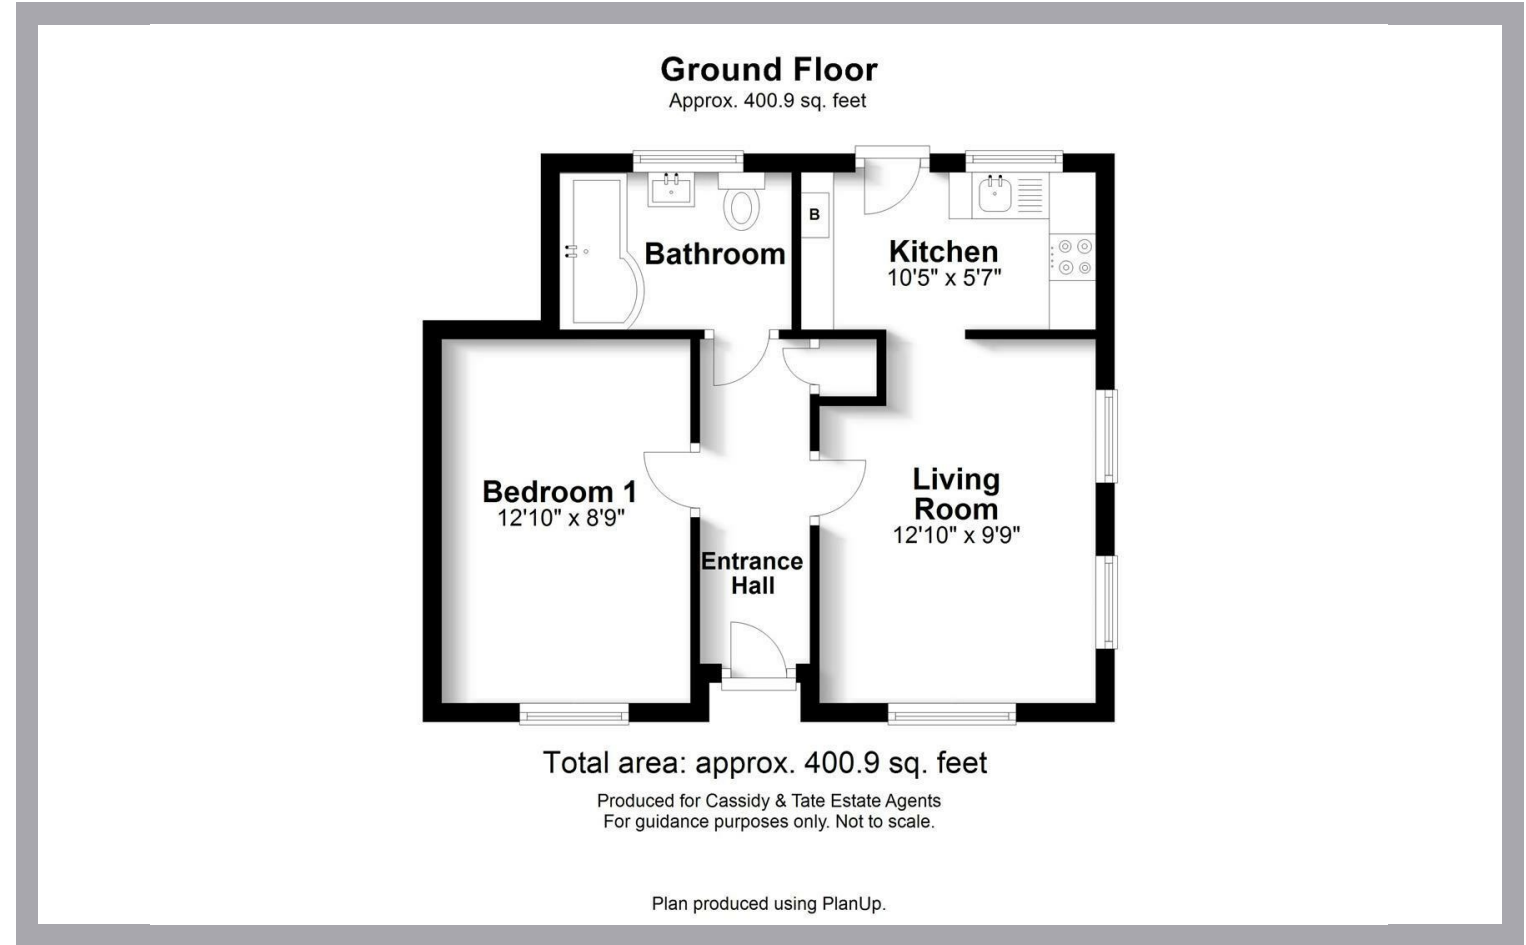 Ground Floor
Approx. 400.9 sq. feet
B
Bathroom
Kitchen
10'5" x 5'7"
Bedroom 1
12'10" x 8'9"
Living
Room
12'10" x 9'9"
Entrance
Hall
Total area: approx. 400.9 sq. feet
Produced for Cassidy & Tate Estate Agents
For guidance purposes only. Not to scale.
Plan produced using PlanUp.